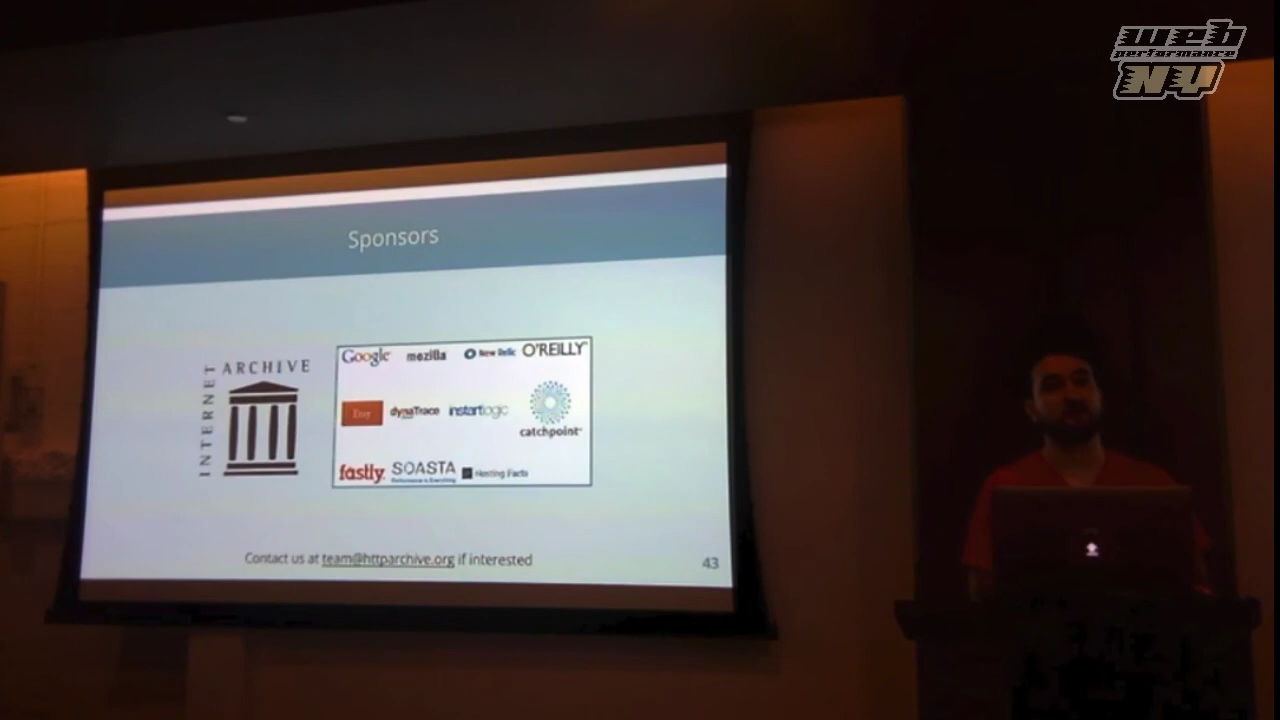 web
performance
NY
Sponsors
INTERNET
ARCHIVE
Google mozilla New Relic O'REILLY
Etsy dynaTrace instartlogic
catchpoint
fastly SOASTA Hosting Facts
Contact us at team@httparchive.org if interested
43